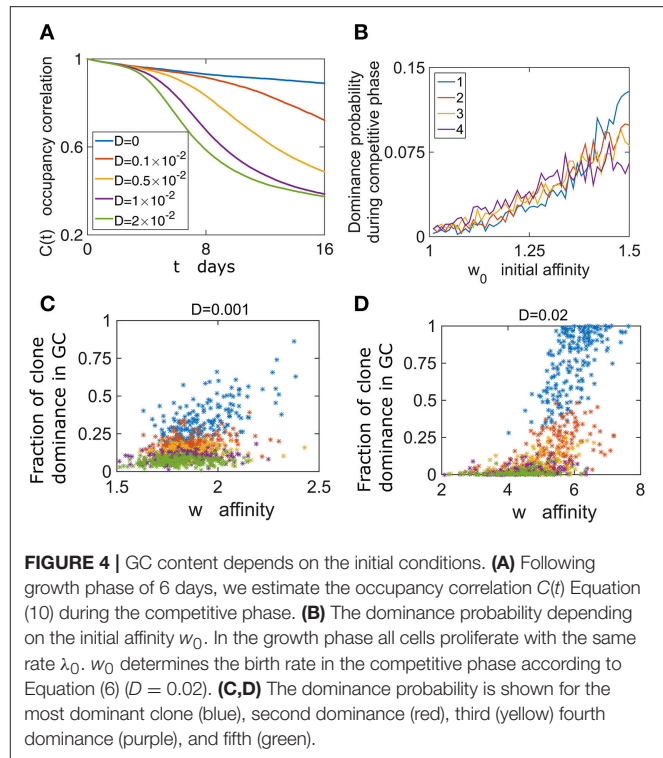 A
C(t) occupancy correlation
1
0.6
0.2
0
8
16
t days
D=0
D=0.1×10-2
D=0.5×10-2
D=1×10-2
D=2×10-2
B
Dominance probability
during competitive phase
0.15
0.075
0
1
2
3
4
1
1.25
1.5
w0 initial affinity
C
D=0.001
Fraction of clone
dominance in GC
1
0.75
0.5
0.25
0
1.5
2
2.5
w affinity
D
D=0.02
Fraction of clone
dominance in GC
1
0.75
0.5
0.25
0
2
4
6
8
w affinity
FIGURE 4 | GC content depends on the initial conditions. (A) Following
growth phase of 6 days, we estimate the occupancy correlation C(t) Equation
(10) during the competitive phase. (B) The dominance probability depending
on the initial affinity w0. In the growth phase all cells proliferate with the same
rate λ0. w0 determines the birth rate in the competitive phase according to
Equation (6) (D = 0.02). (C,D) The dominance probability is shown for the
most dominant clone (blue), second dominance (red), third (yellow) fourth
dominance (purple), and fifth (green).